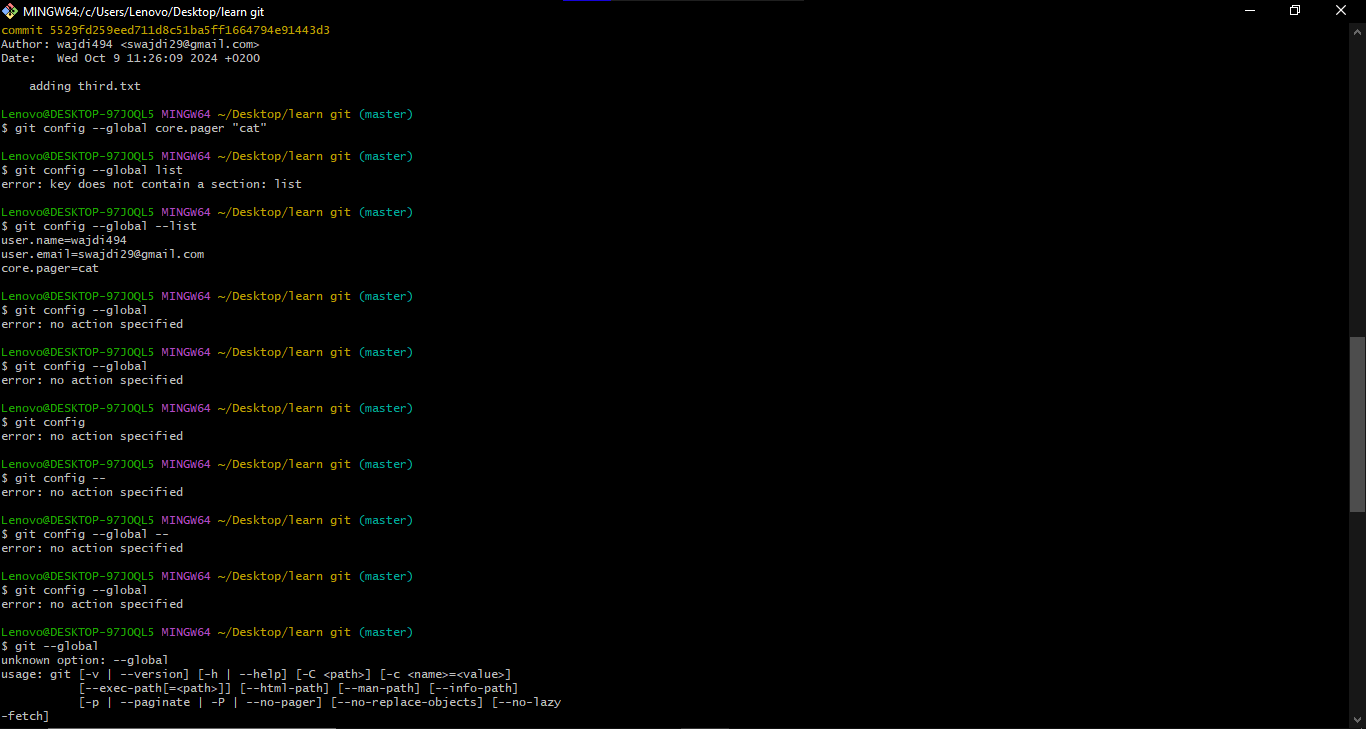 MINGW64:/c/Users/Lenovo/Desktop/learn git
commit 5529fd259eed711d8c51ba5ff1664794e91443d3
Author: wajdi494 <swajdi29@gmail.com>
Date:   Wed Oct 9 11:26:09 2024 +0200
    adding third.txt
Lenovo@DESKTOP-97JOQL5 MINGW64 ~/Desktop/learn git (master)
$ git config --global core.pager "cat"
Lenovo@DESKTOP-97JOQL5 MINGW64 ~/Desktop/learn git (master)
$ git config --global list
error: key does not contain a section: list
Lenovo@DESKTOP-97JOQL5 MINGW64 ~/Desktop/learn git (master)
$ git config --global --list
user.name=wajdi494
user.email=swajdi29@gmail.com
core.pager=cat
Lenovo@DESKTOP-97JOQL5 MINGW64 ~/Desktop/learn git (master)
$ git config --global
error: no action specified
Lenovo@DESKTOP-97JOQL5 MINGW64 ~/Desktop/learn git (master)
$ git config --global
error: no action specified
Lenovo@DESKTOP-97JOQL5 MINGW64 ~/Desktop/learn git (master)
$ git config
error: no action specified
Lenovo@DESKTOP-97JOQL5 MINGW64 ~/Desktop/learn git (master)
$ git config --
error: no action specified
Lenovo@DESKTOP-97JOQL5 MINGW64 ~/Desktop/learn git (master)
$ git config --global --
error: no action specified
Lenovo@DESKTOP-97JOQL5 MINGW64 ~/Desktop/learn git (master)
$ git config --global
error: no action specified
Lenovo@DESKTOP-97JOQL5 MINGW64 ~/Desktop/learn git (master)
$ git --global
unknown option: --global
usage: git [-v | --version] [-h | --help] [-C <path>] [-c <name>=<value>]
           [--exec-path[=<path>]] [--html-path] [--man-path] [--info-path]
           [-p | --paginate | -P | --no-pager] [--no-replace-objects] [--no-lazy
-fetch]